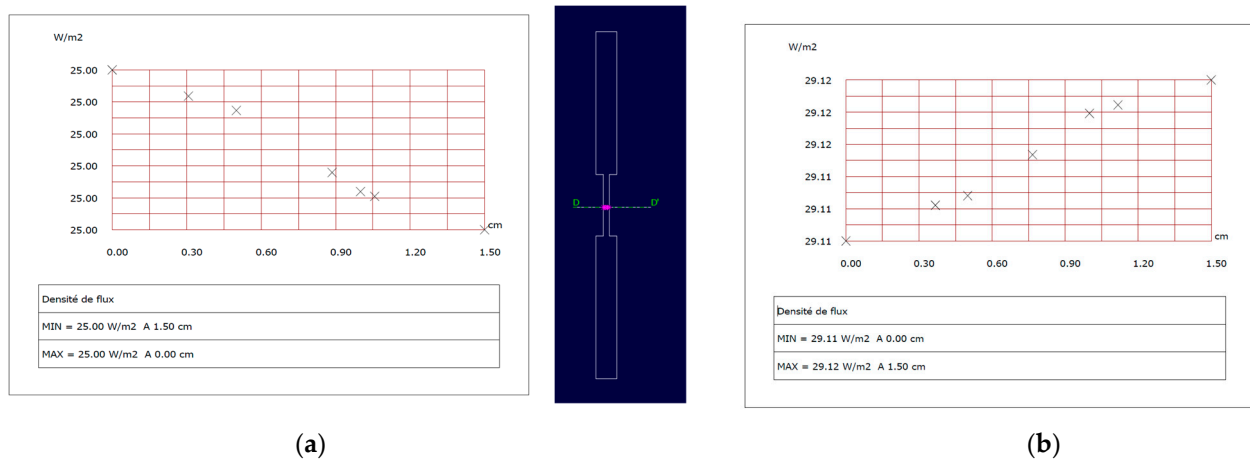 W/m2
25.00
25.00
25.00
25.00
25.00
25.00
cm
0.00 0.30 0.60 0.90 1.20 1.50
Densité de flux
MIN = 25.00 W/m2 A 1.50 cm
MAX = 25.00 W/m2 A 0.00 cm
(a)
D D'
W/m2
29.12
29.12
29.12
29.11
29.11
29.11
cm
0.00 0.30 0.60 0.90 1.20 1.50
Densité de flux
MIN = 29.11 W/m2 A 0.00 cm
MAX = 29.12 W/m2 A 1.50 cm
(b)